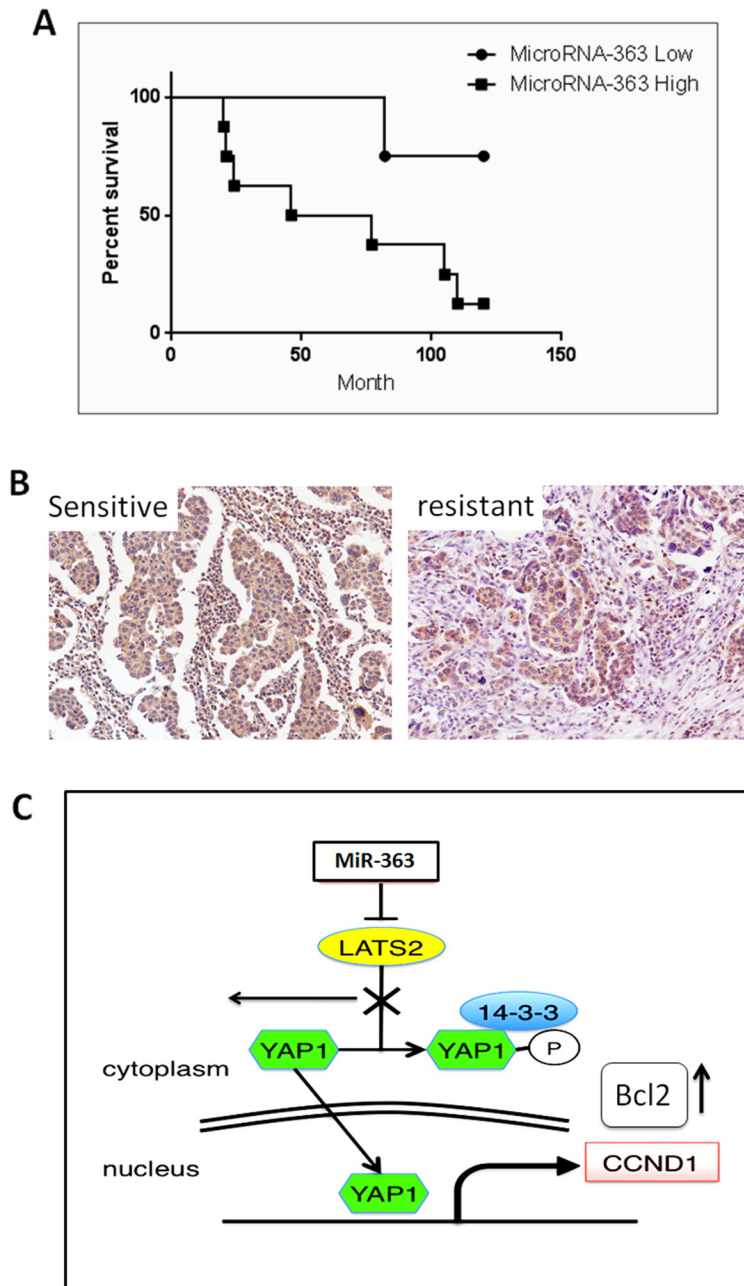 A
MicroRNA-363 Low
MicroRNA-363 High
100
50
0
Percent survival
0
50
100
150
Month
B
Sensitive
resistant
C
MiR-363
LATS2
14-3-3
YAP1
YAP1
P
cytoplasm
Bcl2
nucleus
CCND1
YAP1